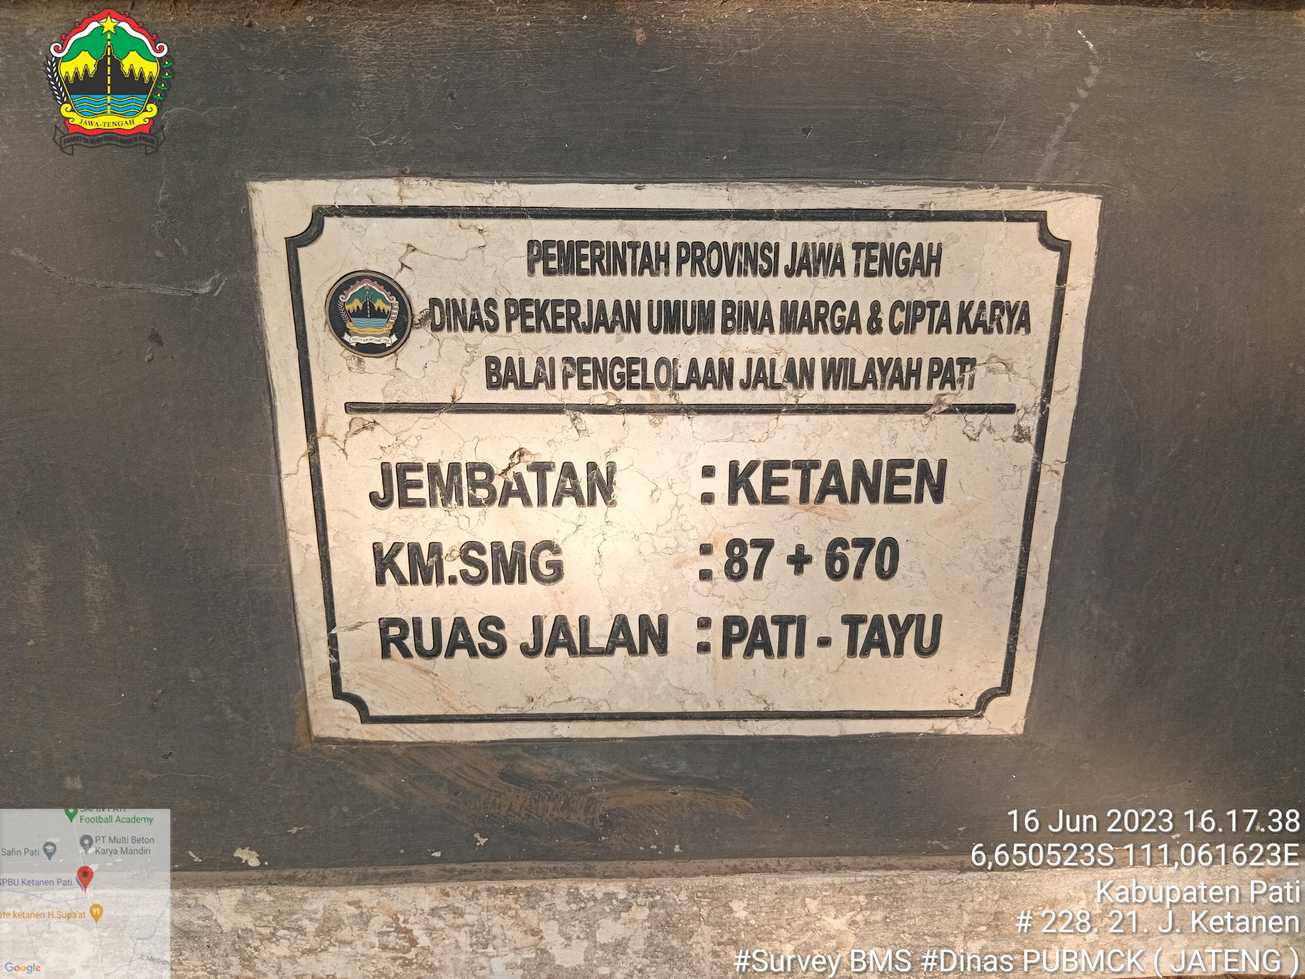 JAWA-TENGAH
PEMERINTAH PROVINSI JAWA TENGAH
DINAS PEKERJAAN UMUM BINA MARGA & CIPTA KARYA
BALAI PENGELOLAAN JALAN WILAYAH PATI
JEMBATAN : KETANEN
KM.SMG : 87 + 670
RUAS JALAN : PATI - TAYU
Football Academy
PT Multi Beton
Karya Mandiri
Safin Pati
SPBU Ketanen Pati
ketanen H.Supa'at
Google
16 Jun 2023 16.17.38
6,650523S 111,061623E
Kabupaten Pati
# 228. 21. J. Ketanen
#Survey BMS #Dinas PUBMCK ( JATENG )